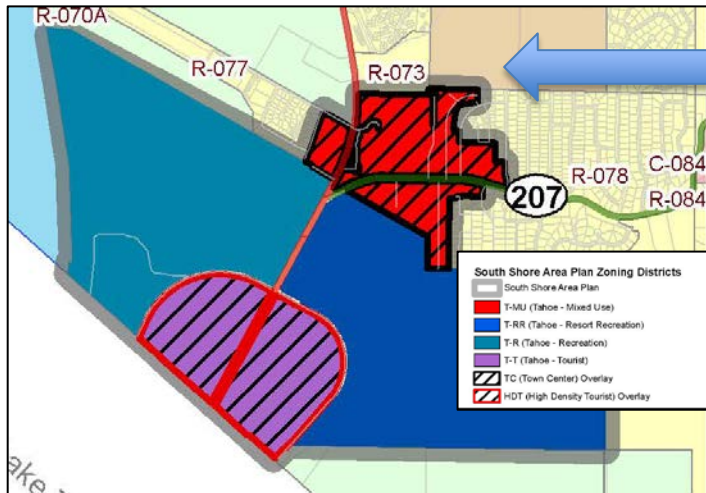 R-070A
R-077
R-073
C-084
R-078
R-084
207
South Shore Area Plan Zoning Districts
South Shore Area Plan
T-MU (Tahoe - Mixed Use)
T-RR (Tahoe - Resort Recreation)
T-R (Tahoe - Recreation)
T-T (Tahoe - Tourist)
TC (Town Center) Overlay
HDT (High Density Tourist) Overlay
ake